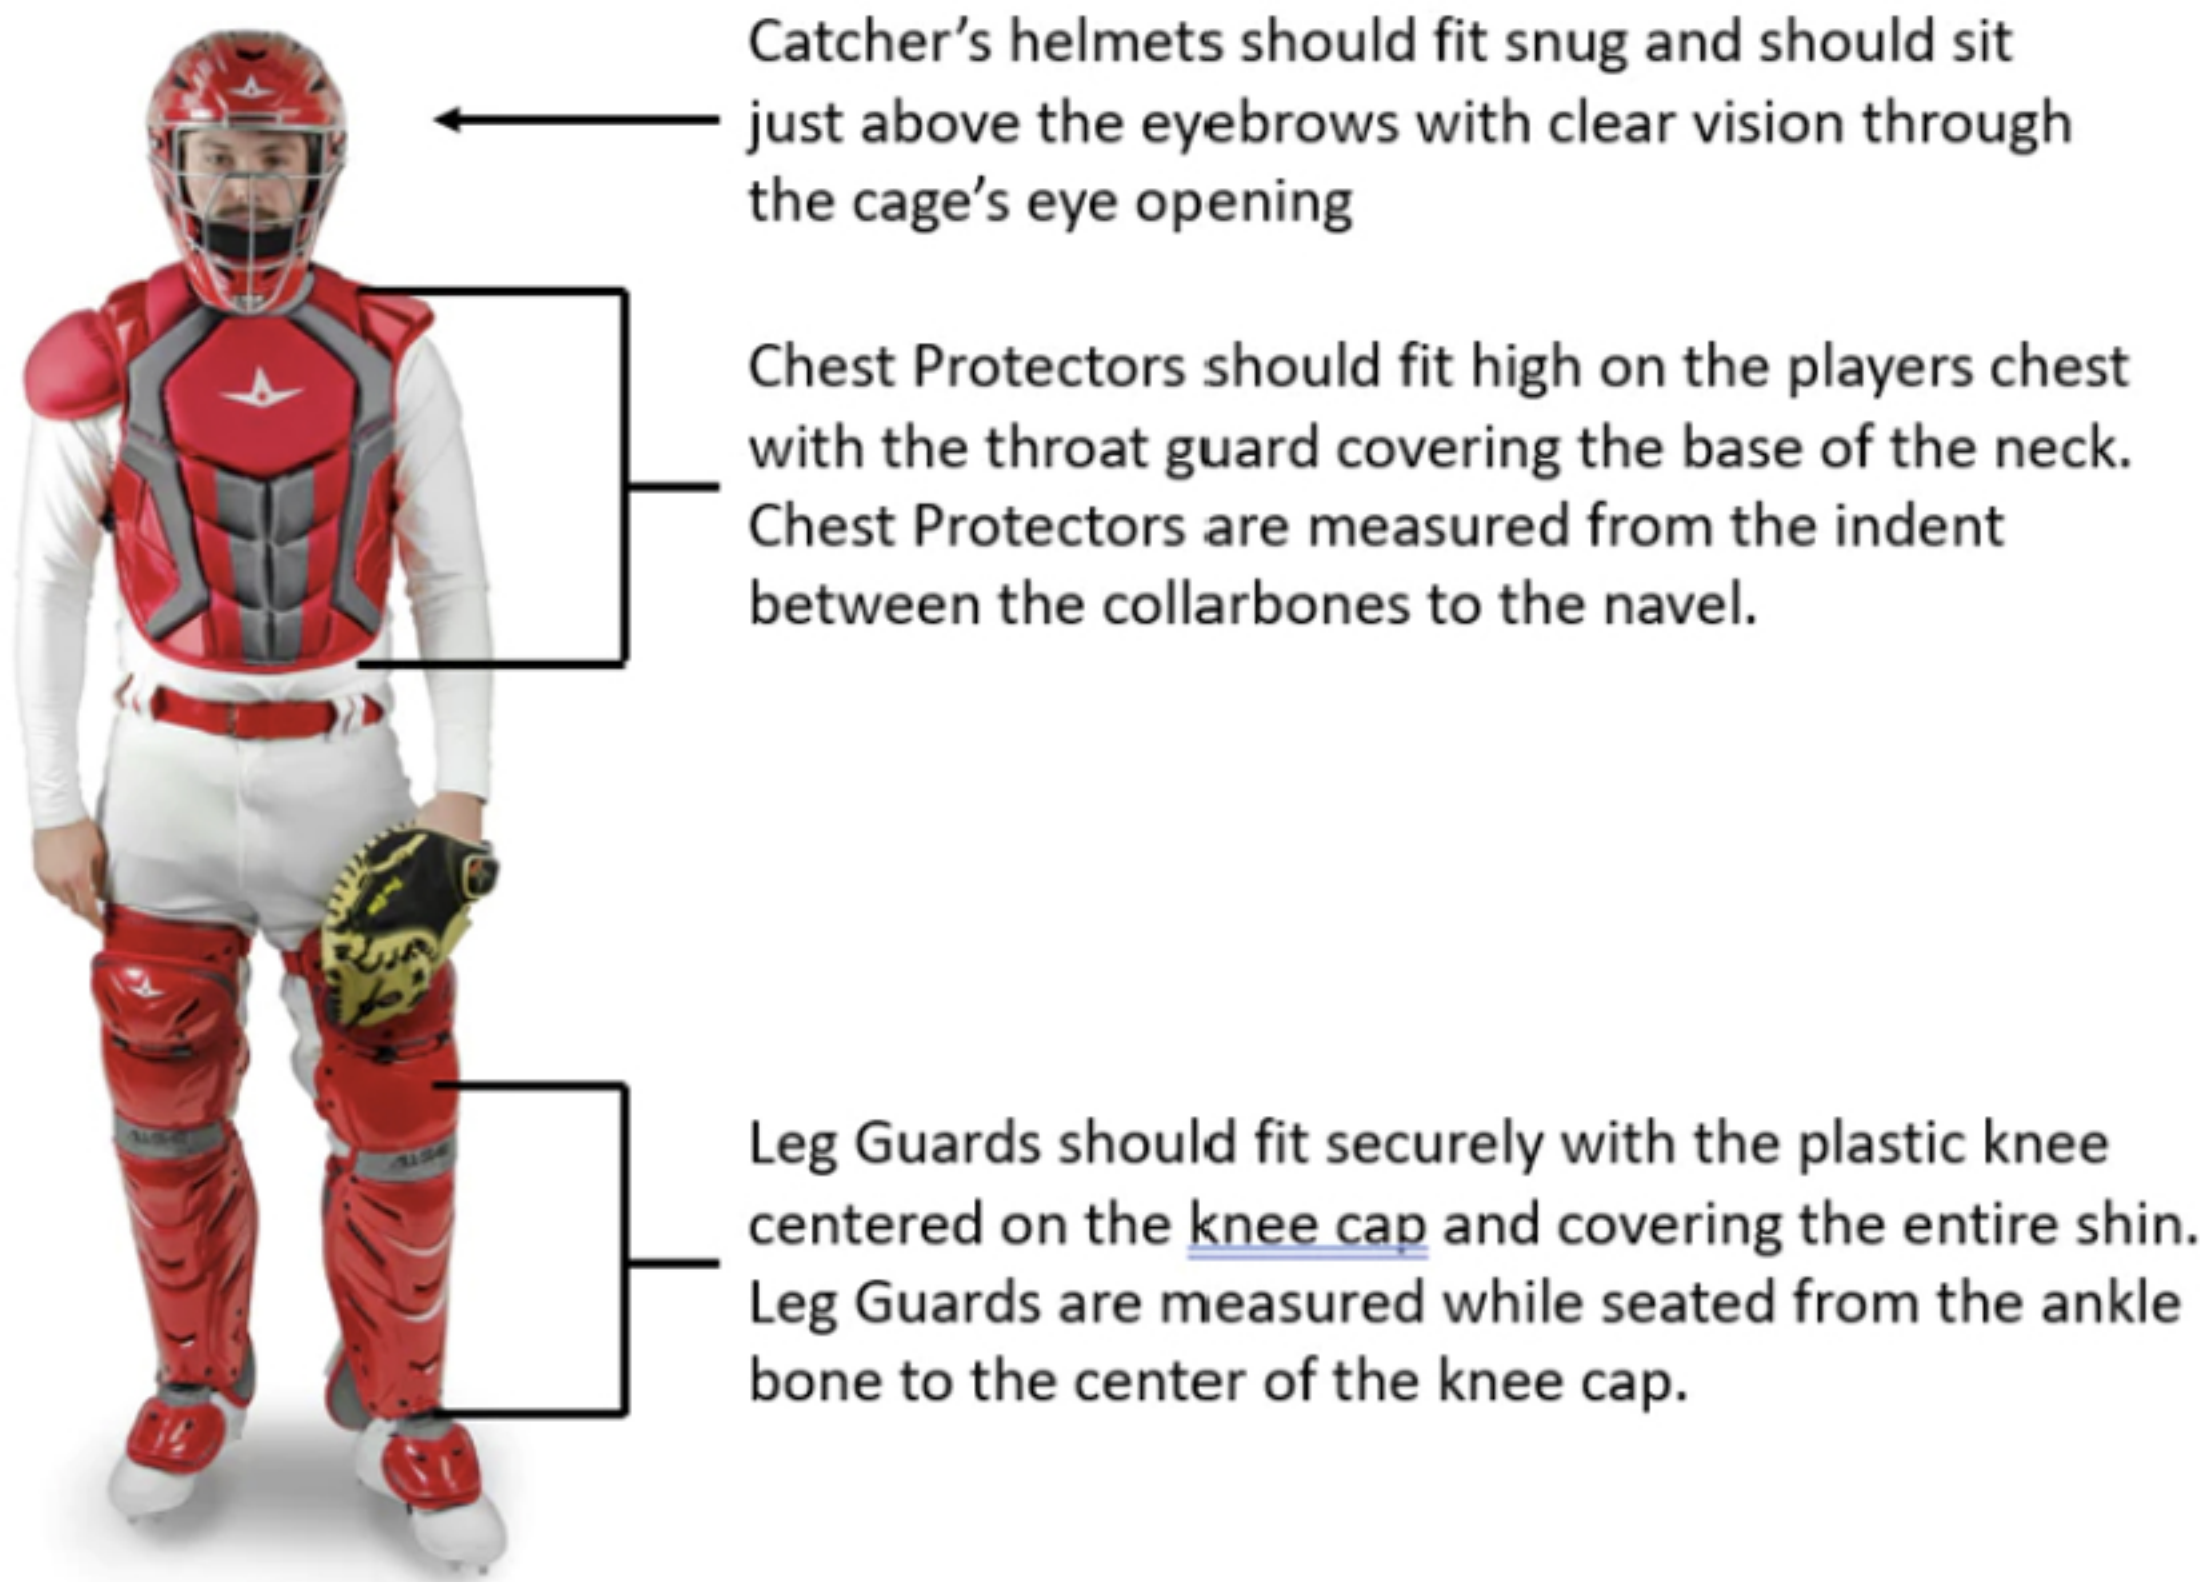 Catcher’s helmets should fit snug and should sit
just above the eyebrows with clear vision through
the cage’s eye opening
Chest Protectors should fit high on the players chest
with the throat guard covering the base of the neck.
Chest Protectors are measured from the indent
between the collarbones to the navel.
Leg Guards should fit securely with the plastic knee
centered on the knee cap and covering the entire shin.
Leg Guards are measured while seated from the ankle
bone to the center of the knee cap.